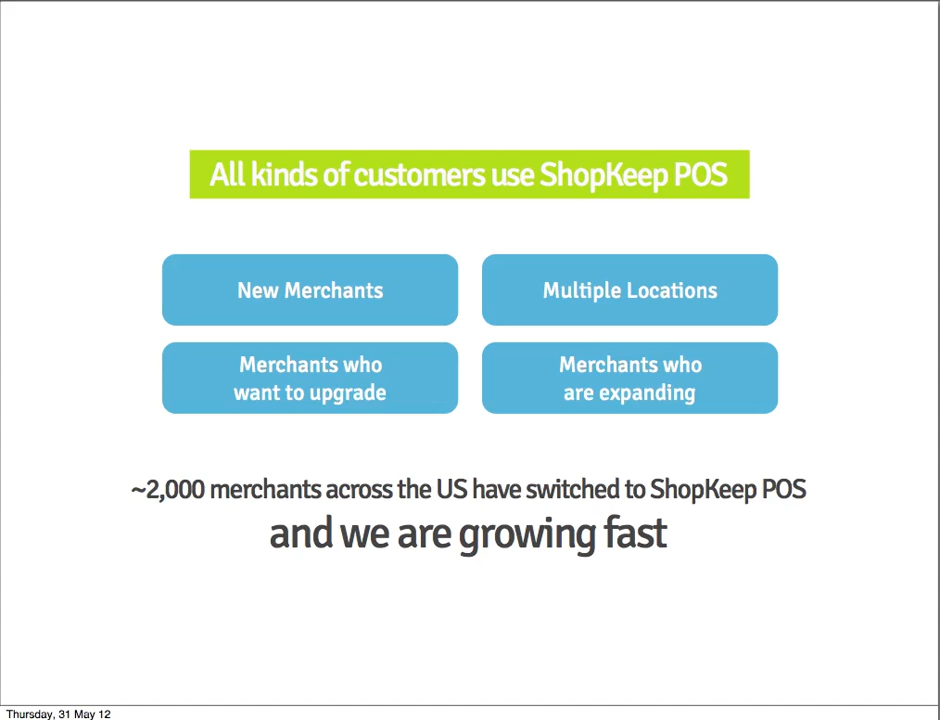 All kinds of customers use ShopKeep POS
New Merchants
Multiple Locations
Merchants who
want to upgrade
Merchants who
are expanding
~2,000 merchants across the US have switched to ShopKeep POS
and we are growing fast
Thursday, 31 May 12